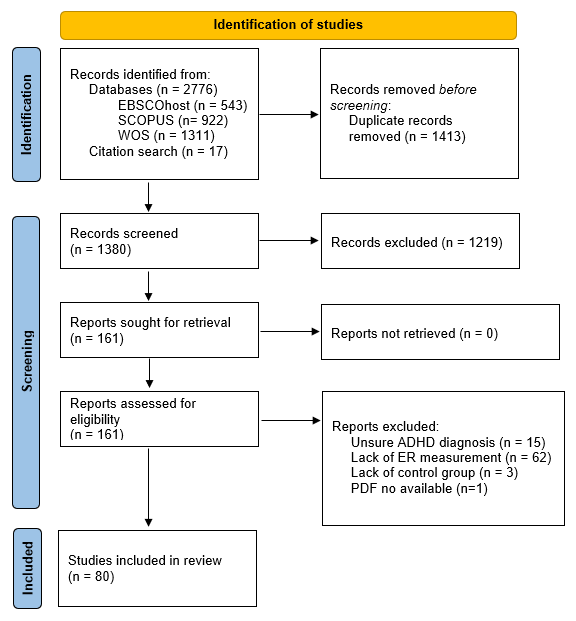 Identification of studies
Identification
Records identified from:
Databases (n = 2776)
EBSCOhost (n = 543)
SCOPUS (n= 922)
WOS (n = 1311)
Citation search (n = 17)
Records removed before
screening:
Duplicate records
removed (n = 1413)
Screening
Records screened
(n = 1380)
Records excluded (n = 1219)
Reports sought for retrieval
(n = 161)
Reports not retrieved (n = 0)
Reports assessed for
eligibility
(n = 161)
Reports excluded:
Unsure ADHD diagnosis (n = 15)
Lack of ER measurement (n = 62)
Lack of control group (n = 3)
PDF no available (n=1)
Included
Studies included in review
(n = 80)